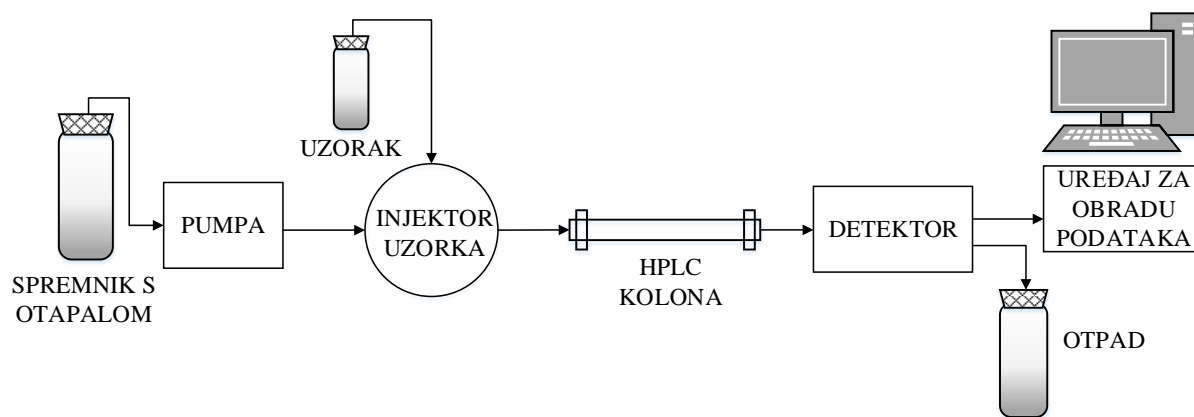 SPREMNIK S
OTAPALOM
PUMPA
UZORAK
INJEKTOR
UZORKA
HPLC
KOLONA
DETEKTOR
UREĐAJ ZA
OBRADU
PODATAKA
OTPAD